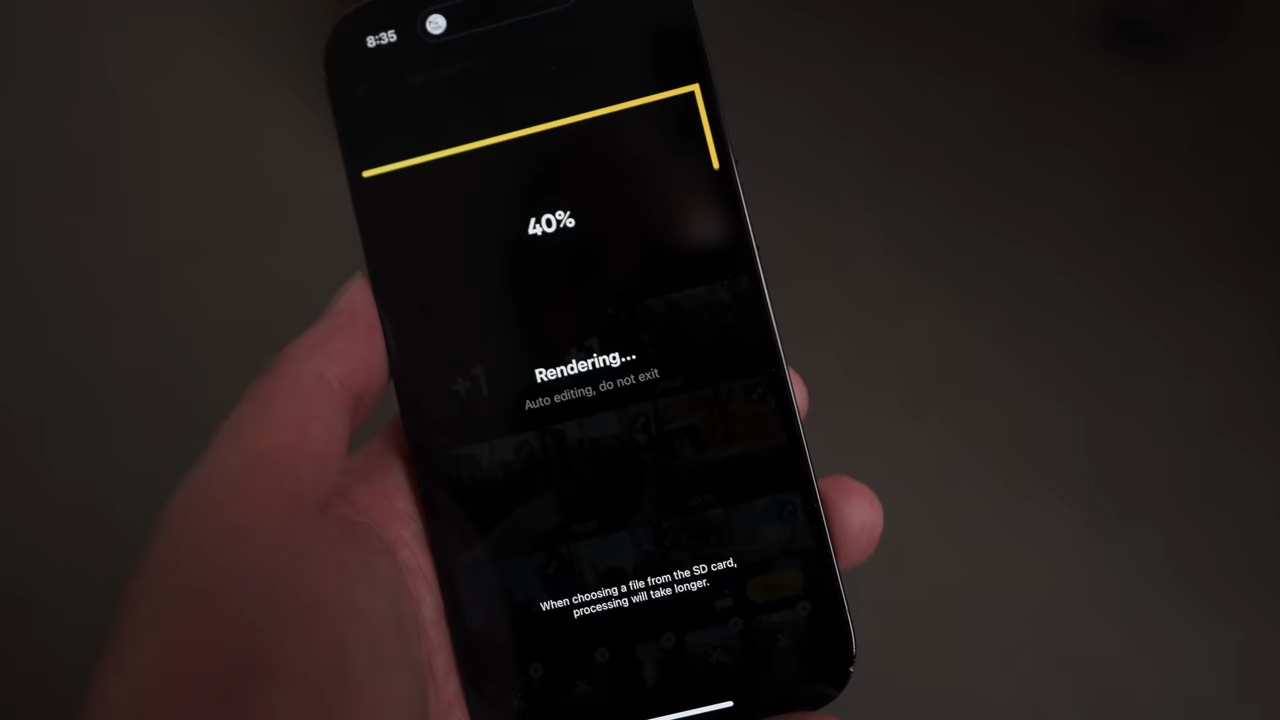 8:35
40%
+1
Rendering...
Auto editing, do not exit
When choosing a file from the SD card,
processing will take longer.